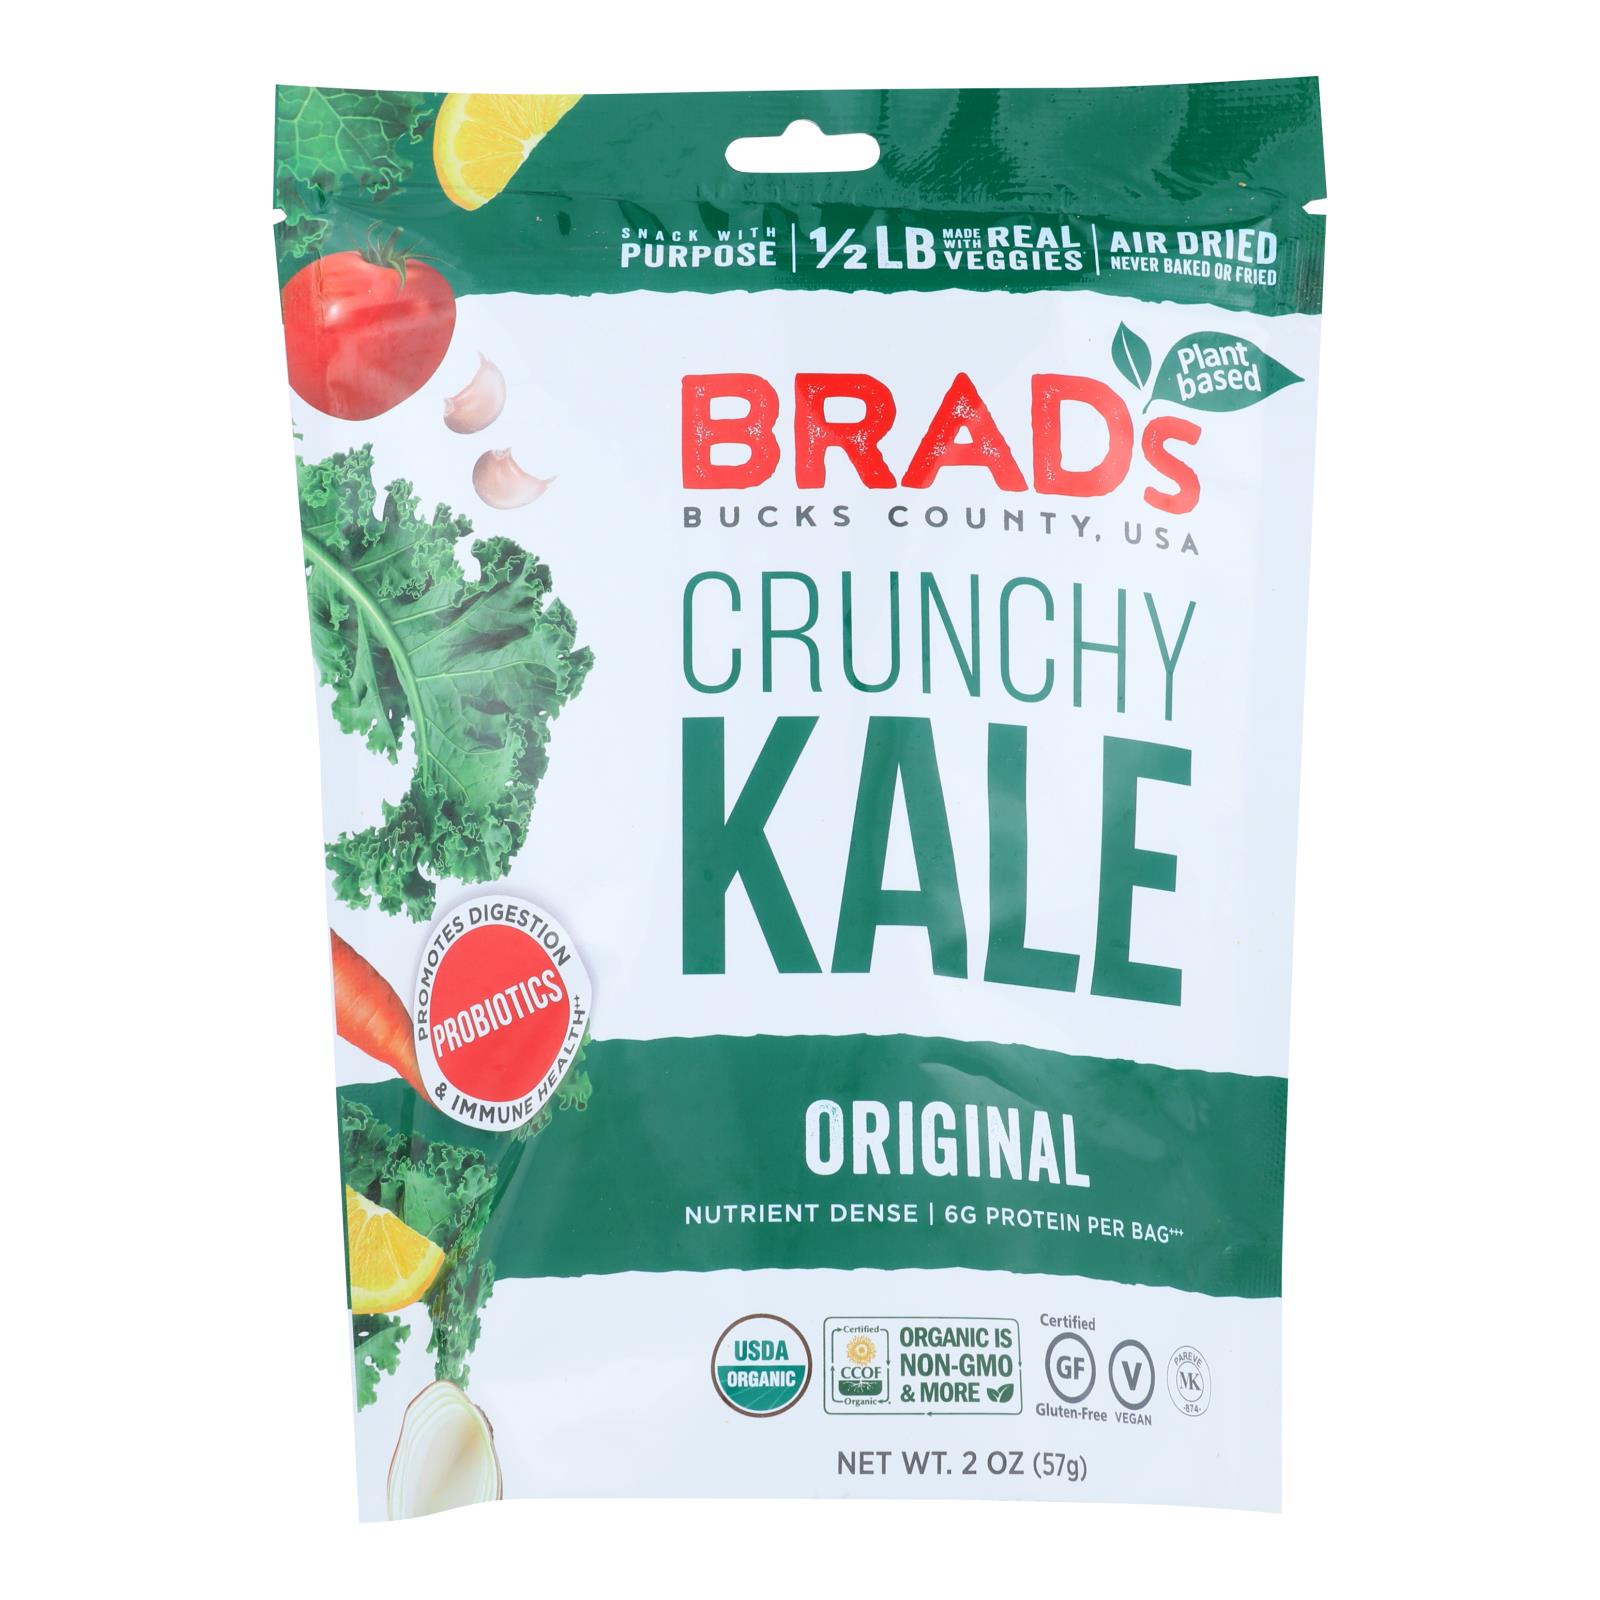 SNACK WITH
PURPOSE
1/2 LB MADE WITH REAL VEGGIES
AIR DRIED
NEVER BAKED OR FRIED
Plant
based
BRADS
BUCKS COUNTY, USA
CRUNCHY
KALE
PROMOTES DIGESTION
PROBIOTICS
& IMMUNE HEALTH++
ORIGINAL
NUTRIENT DENSE | 6G PROTEIN PER BAG+++
USDA
ORGANIC
Certified
CCOF
Organic
ORGANIC IS
NON-GMO
& MORE
Certified
GF
Gluten-Free
V
VEGAN
PAREVE
MK
-874-
NET WT. 2 OZ (57g)